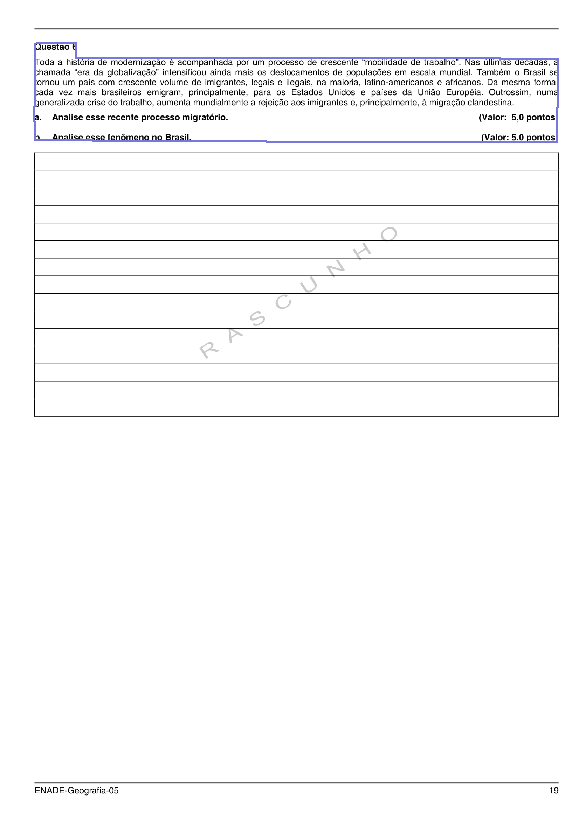 Questão 6
Toda a história de modernização é acompanhada por um processo de crescente “mobilidade de trabalho”. Nas últimas décadas, a
chamada “era da globalização” intensificou ainda mais os deslocamentos de populações em escala mundial. Também o Brasil se
tornou um país com crescente volume de imigrantes, legais e ilegais, na maioria, latino-americanos e africanos. Da mesma forma,
cada vez mais brasileiros emigram, principalmente, para os Estados Unidos e países da União Européia. Outrossim, numa
generalizada crise do trabalho, aumenta mundialmente a rejeição aos imigrantes e, principalmente, à migração clandestina.
a. Analise esse recente processo migratório. (Valor: 5,0 pontos
b. Analise esse fenômeno no Brasil. (Valor: 5,0 pontos
RASCUNHO
ENADE-Geografia-05 19